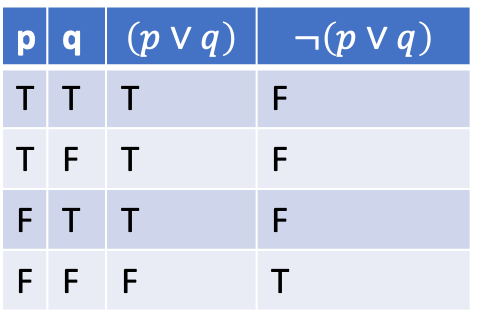 p q (p ∨ q) ¬(p ∨ q)
T T T F
T F T F
F T T F
F F F T